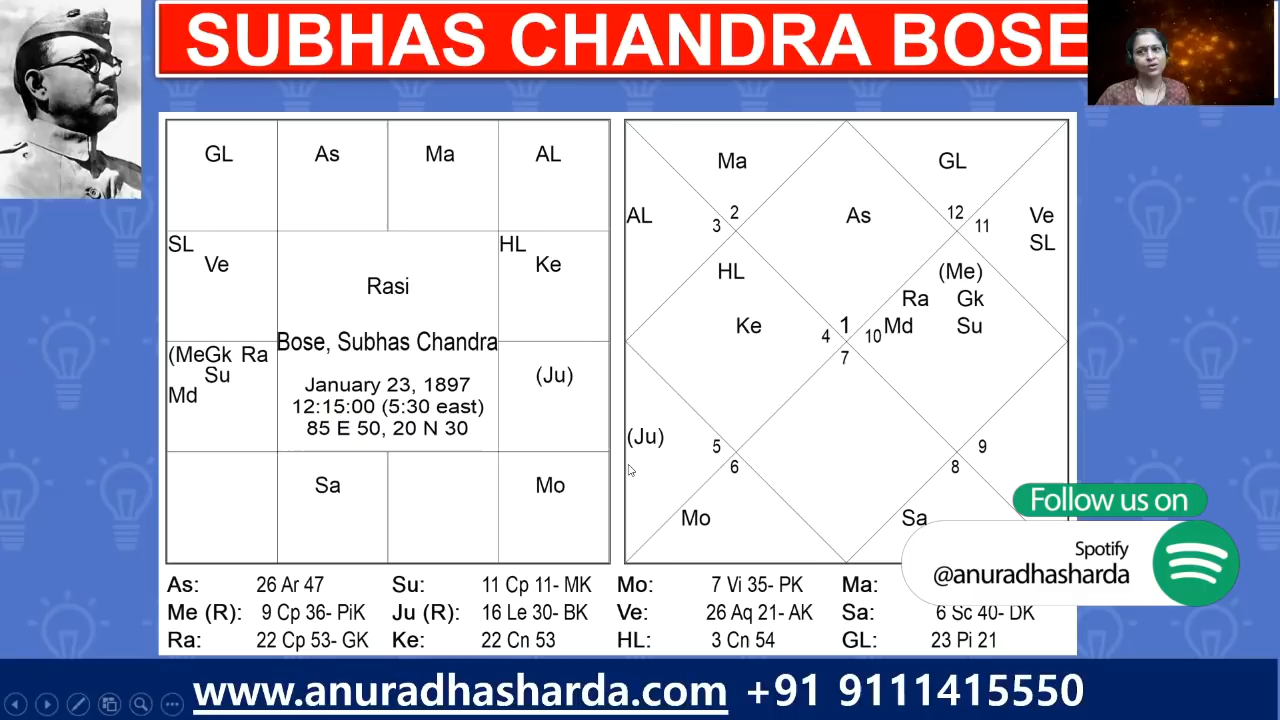 SUBHAS CHANDRA BOSE
GL As Ma AL
SL
Ve
HL
Ke
Rasi
Bose, Subhas Chandra
January 23, 1897
12:15:00 (5:30 east)
85 E 50, 20 N 30
(MeGk Ra
Su
Md
(Ju)
Sa Mo
Ma GL
AL 3 2 As 12 11 Ve
SL
HL (Me)
Ra Gk
Ke 4 1 10 Md Su
7
(Ju) 5 9
6 8
Mo Sa
As: 26 Ar 47 Su: 11 Cp 11- MK Mo: 7 Vi 35- PK Ma:
Me (R): 9 Cp 36- PiK Ju (R): 16 Le 30- BK Ve: 26 Aq 21- AK Sa: 6 Sc 40- DK
Ra: 22 Cp 53- GK Ke: 22 Cn 53 HL: 3 Cn 54 GL: 23 Pi 21
Follow us on
Spotify
@anuradhasharda
www.anuradhasharda.com +91 9111415550